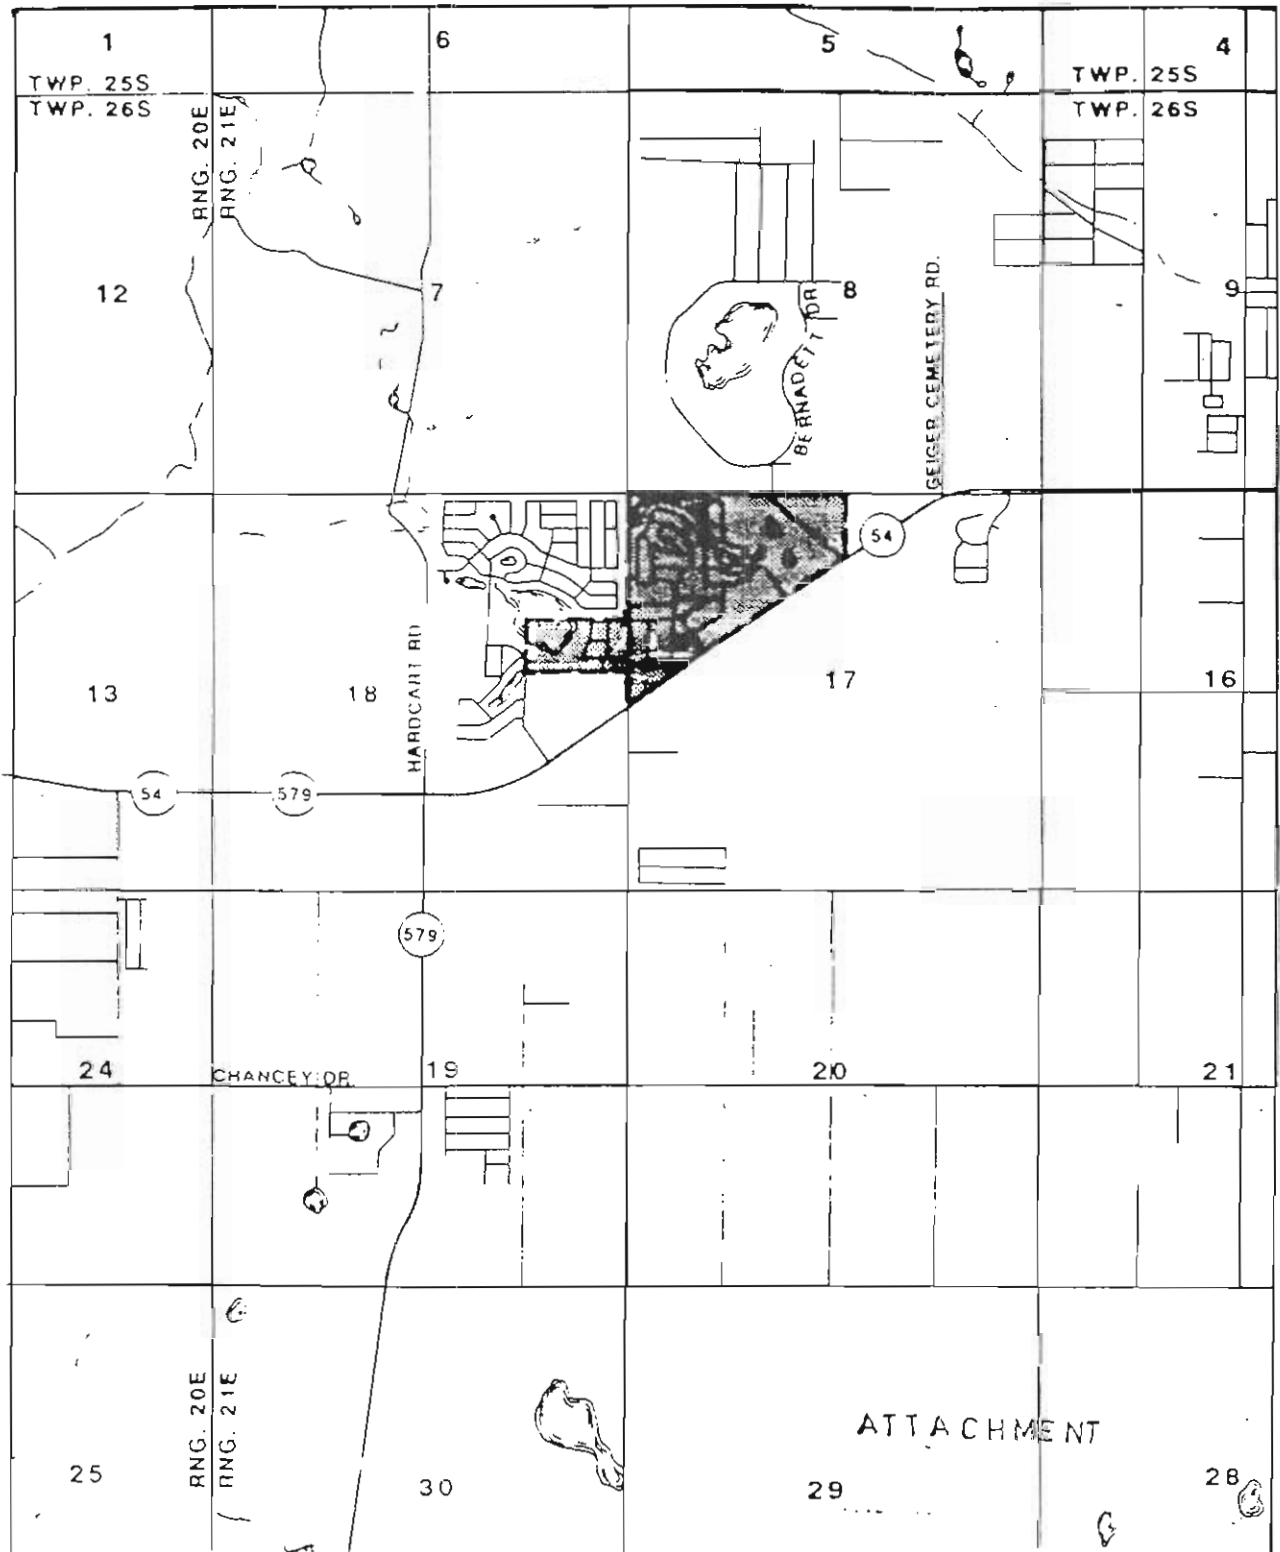 1
6
5
4
TWP. 25S
TWP. 25S
TWP. 26S
TWP. 26S
RNG. 20E
RNG. 21E
12
7
8
9
BERNADETT DR
GEIGER CEMETERY RD.
54
13
18
HARDCART RD
17
16
54
579
579
24
CHANCEY DR
19
20
21
RNG. 20E
RNG. 21E
ATTACHMENT
25
30
29
28